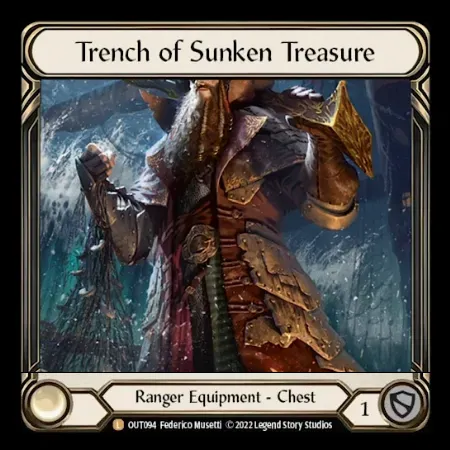 Trench of Sunken Treasure
Ranger Equipment - Chest
1
L OUT094 Federico Musetti © 2022 Legend Story Studios